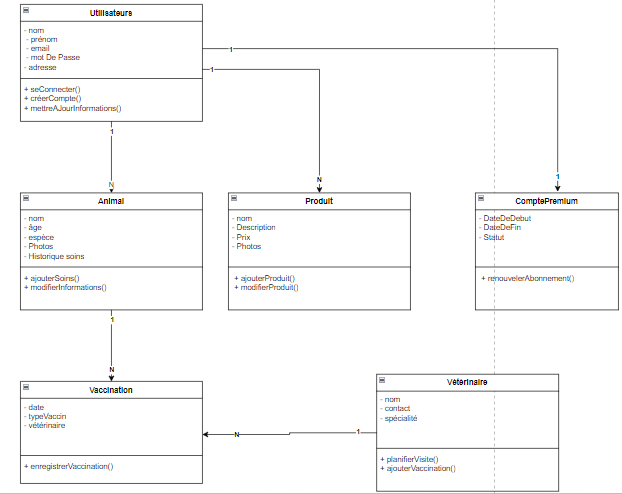 Utilisateurs
- nom
- prénom
- email
- mot De Passe
- adresse
+ seConnecter()
+ créerCompte()
+ mettreAJourInformations()
1
1
1
N
N
1
Animal
- nom
- âge
- espèce
- Photos
- Historique soins
+ ajouterSoins()
+ modifierInformations()
Produit
- nom
- Description
- Prix
- Photos
+ ajouterProduit()
+ modifierProduit()
ComptePremium
- DateDeDebut
- DateDeFin
- Statut
+ renouvelerAbonnement()
1
N
Vaccination
- date
- typeVaccin
- vétérinaire
+ enregistrerVaccination()
N
1
Vétérinaire
- nom
- contact
- spécialité
+ planifierVisite()
+ ajouterVaccination()